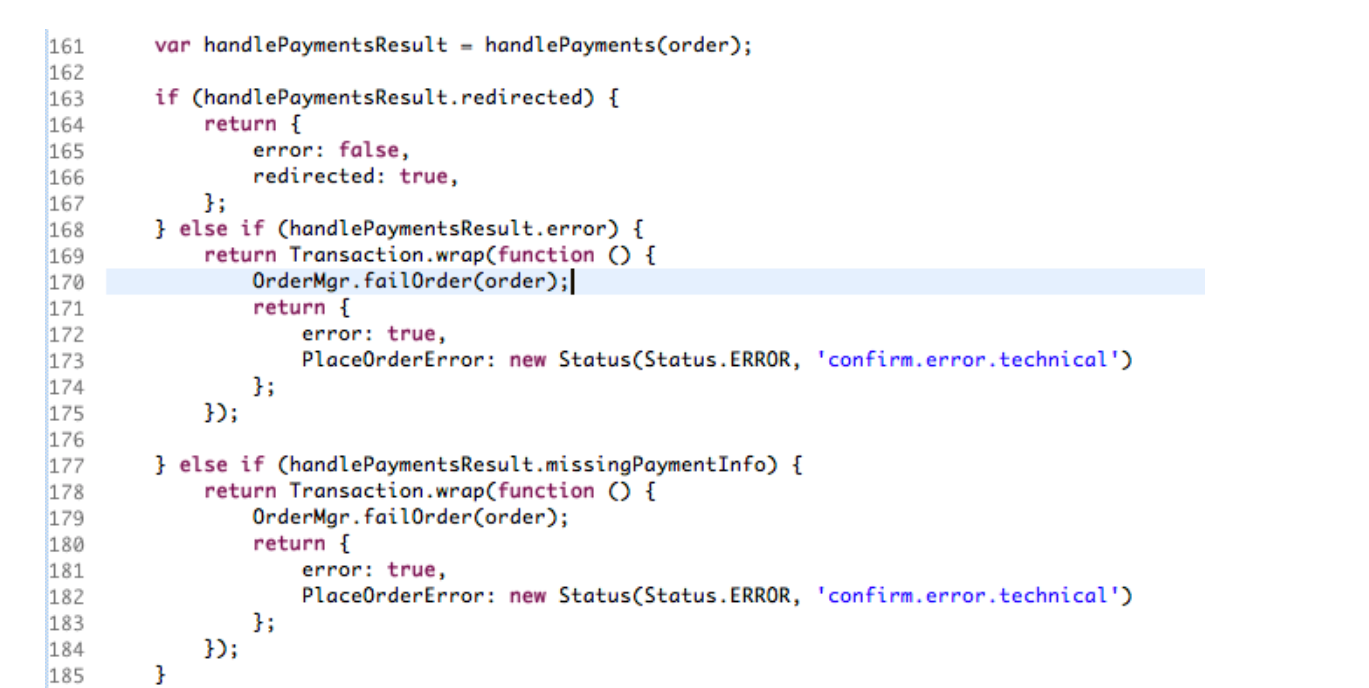 161 var handlePaymentsResult = handlePayments(order);
162
163 if (handlePaymentsResult.redirected) {
164 return {
165 error: false,
166 redirected: true,
167 };
168 } else if (handlePaymentsResult.error) {
169 return Transaction.wrap(function () {
170 OrderMgr.failOrder(order);
171 return {
172 error: true,
173 PlaceOrderError: new Status(Status.ERROR, 'confirm.error.technical')
174 };
175 });
176
177 } else if (handlePaymentsResult.missingPaymentInfo) {
178 return Transaction.wrap(function () {
179 OrderMgr.failOrder(order);
180 return {
181 error: true,
182 PlaceOrderError: new Status(Status.ERROR, 'confirm.error.technical')
183 };
184 });
185 }